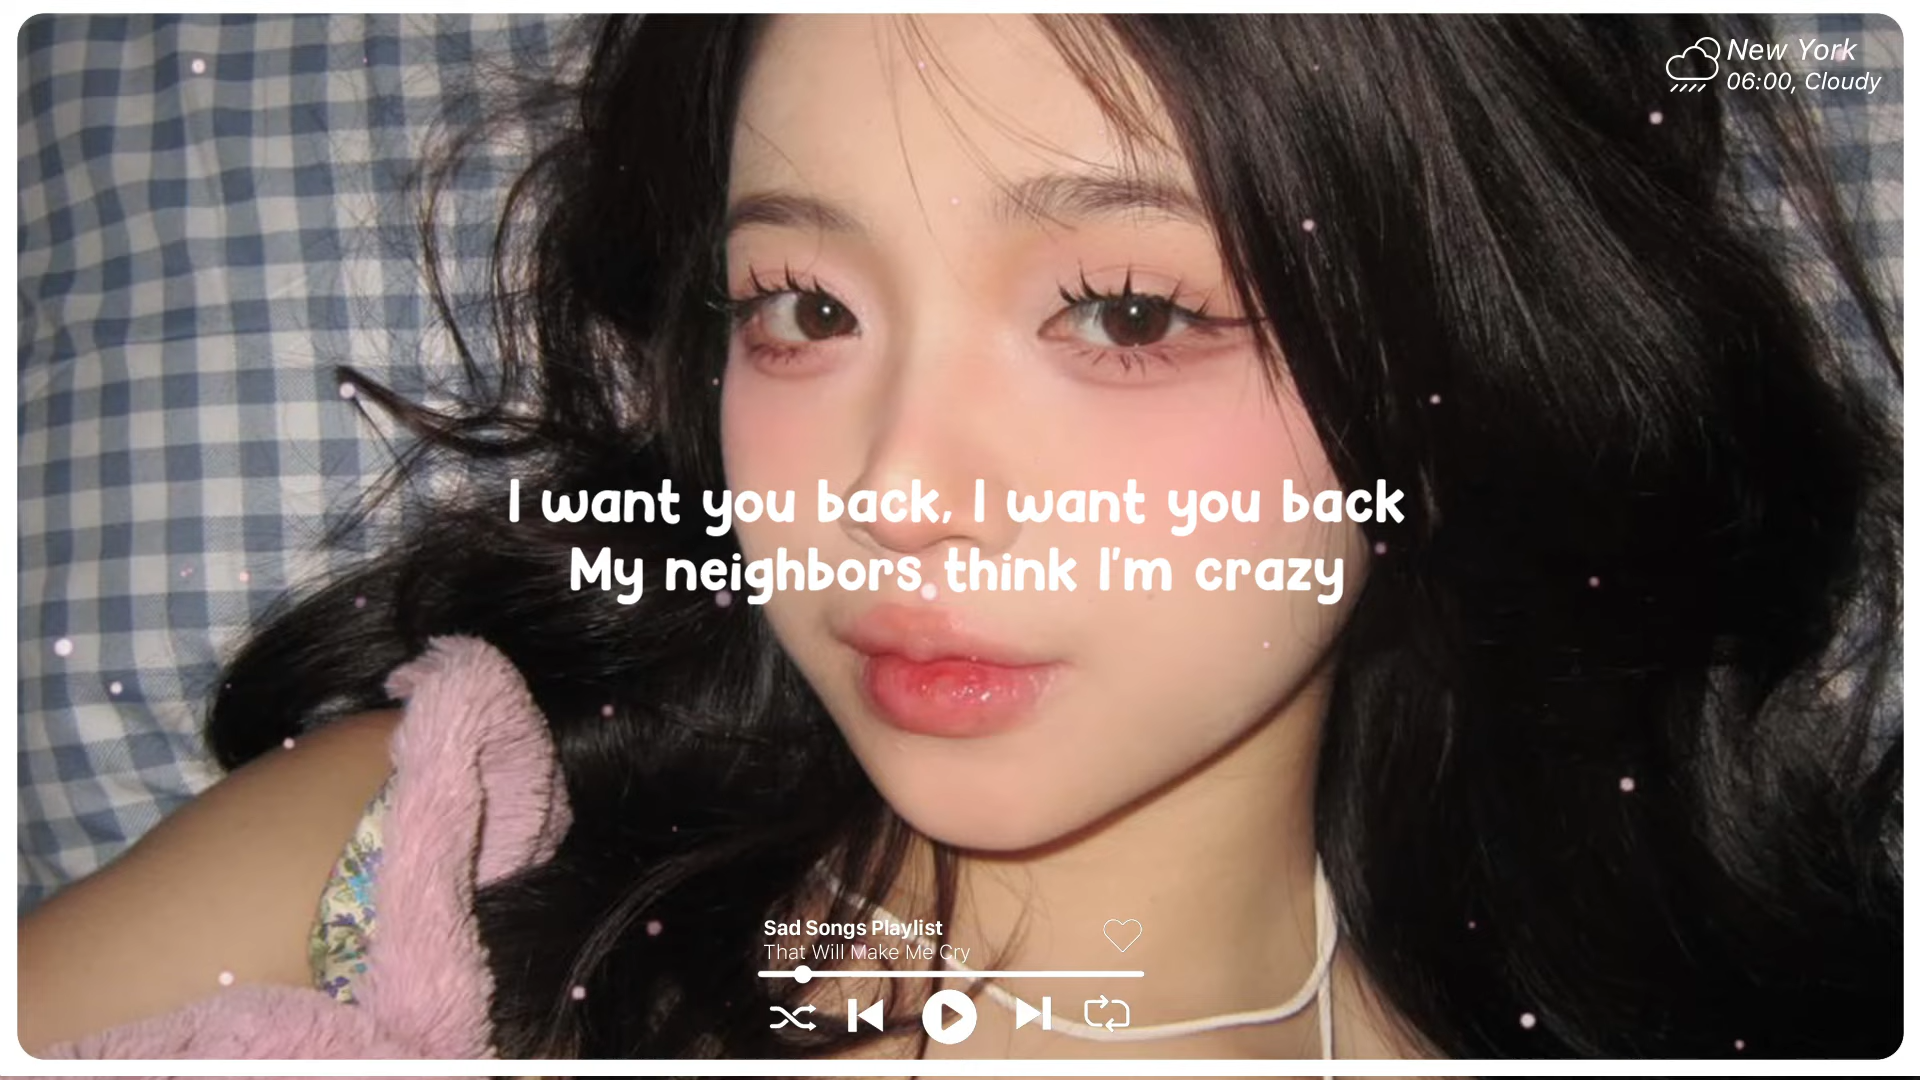 New York
06:00, Cloudy
I want you back, I want you back
My neighbors think I'm crazy
Sad Songs Playlist
That Will Make Me Cry